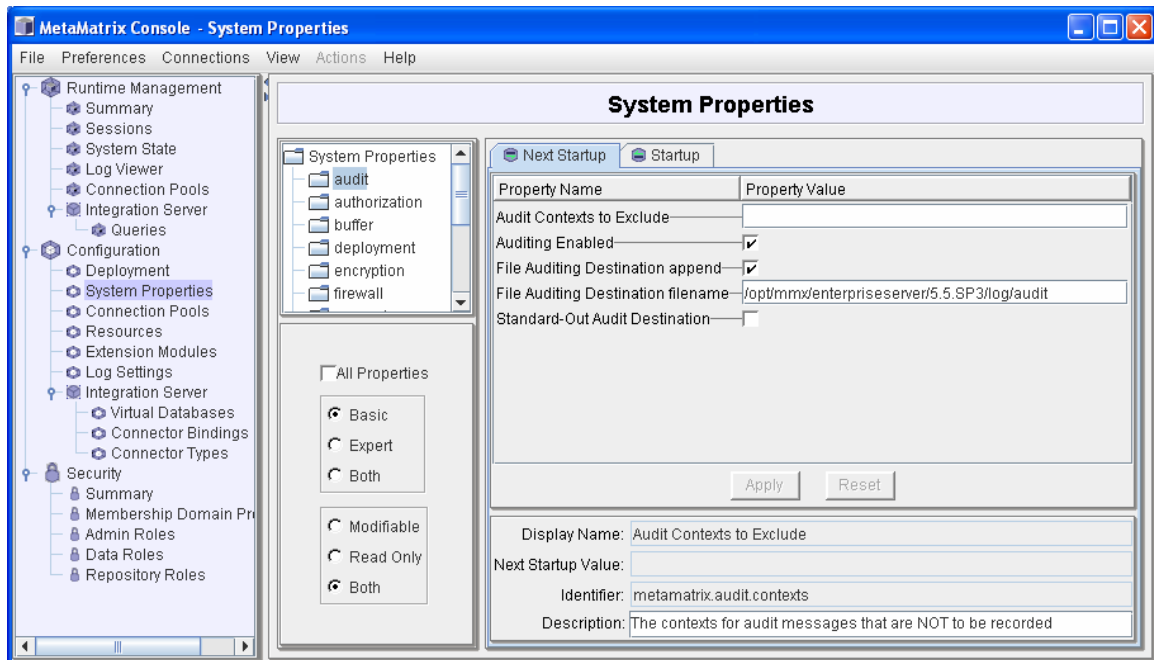 MetaMatrix Console - System Properties
File Preferences Connections View Actions Help
Runtime Management
Summary
Sessions
System State
Log Viewer
Connection Pools
Integration Server
Queries
Configuration
Deployment
System Properties
Connection Pools
Resources
Extension Modules
Log Settings
Integration Server
Virtual Databases
Connector Bindings
Connector Types
Security
Summary
Membership Domain Pr
Admin Roles
Data Roles
Repository Roles
System Properties
System Properties
audit
authorization
buffer
deployment
encryption
firewall
All Properties
Basic
Expert
Both
Modifiable
Read Only
Both
Next Startup Startup
Property Name Property Value
Audit Contexts to Exclude
Auditing Enabled
File Auditing Destination append
File Auditing Destination filename /opt/mmx/enterpriseserver/5.5.SP3/log/audit
Standard-Out Audit Destination
Apply Reset
Display Name: Audit Contexts to Exclude
Next Startup Value:
Identifier: metamatrix.audit.contexts
Description: The contexts for audit messages that are NOT to be recorded